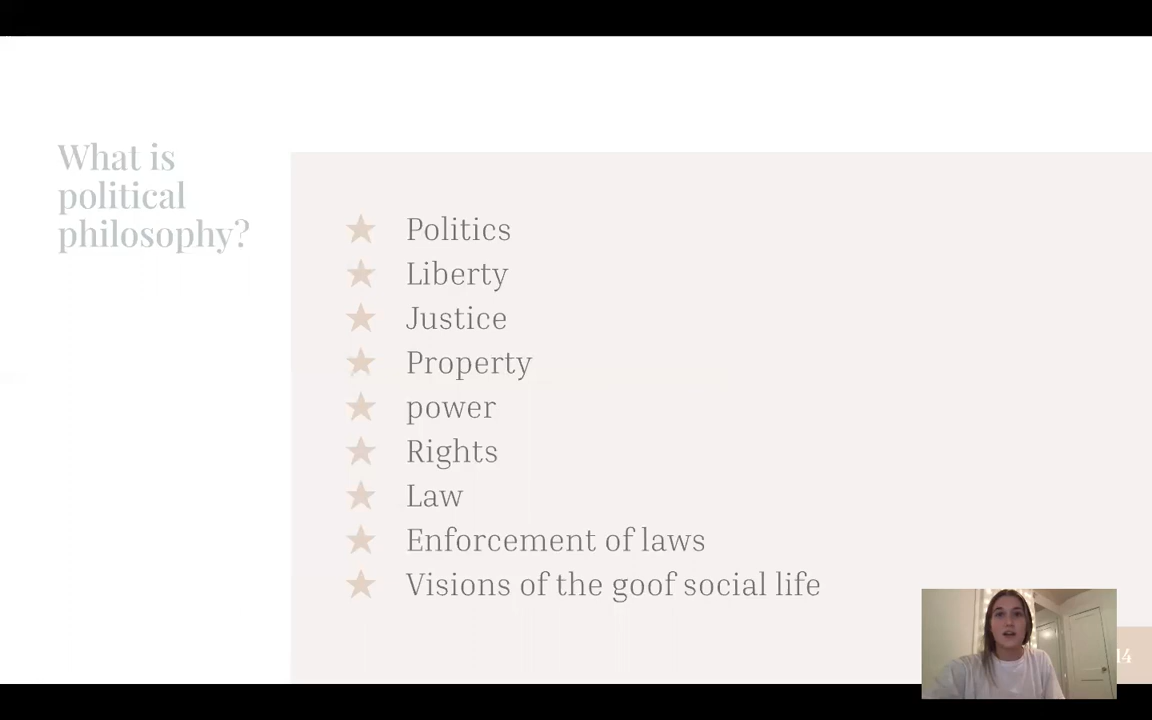 What is
political
philosophy?
Politics
Liberty
Justice
Property
power
Rights
Law
Enforcement of laws
Visions of the goof social life
14